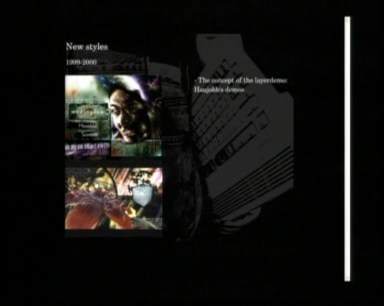 New styles
1999-2000
- The concept of the layerdemo:
Haujobb's demos